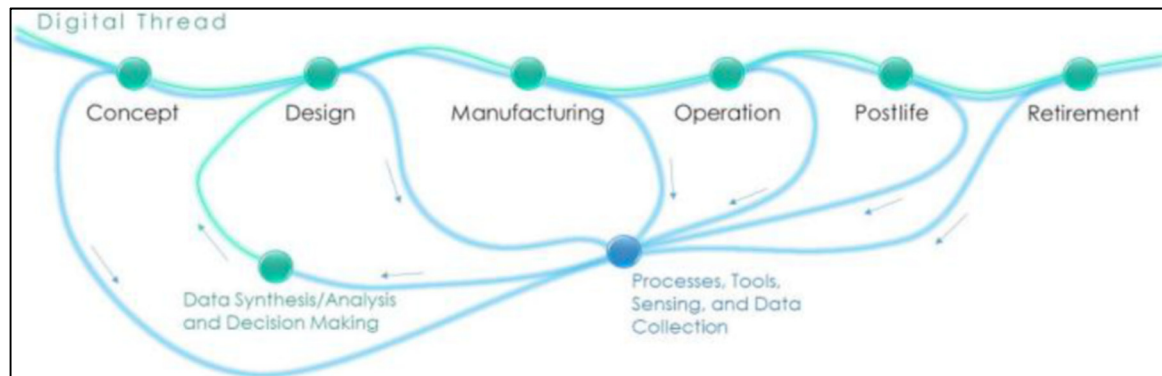 Digital Thread
Concept
Design
Manufacturing
Operation
Postlife
Retirement
Data Synthesis/Analysis
and Decision Making
Processes, Tools,
Sensing, and Data
Collection